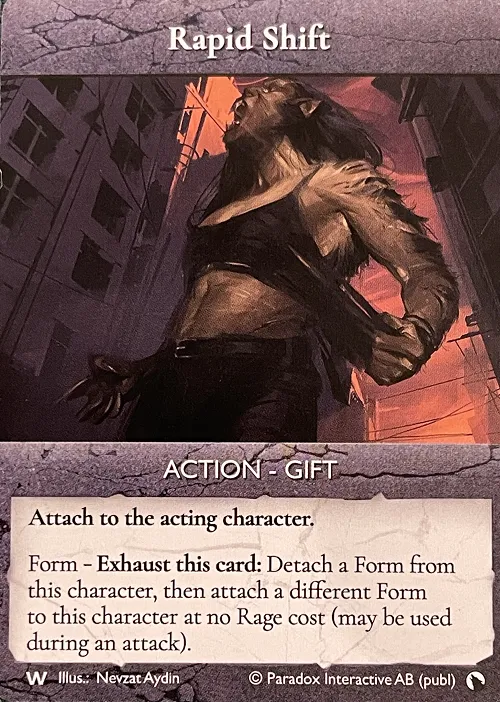 Rapid Shift
ACTION - GIFT
Attach to the acting character.
Form - Exhaust this card: Detach a Form from
this character, then attach a different Form
to this character at no Rage cost (may be used
during an attack).
W Illus.: Nevzat Aydin © Paradox Interactive AB (publ)